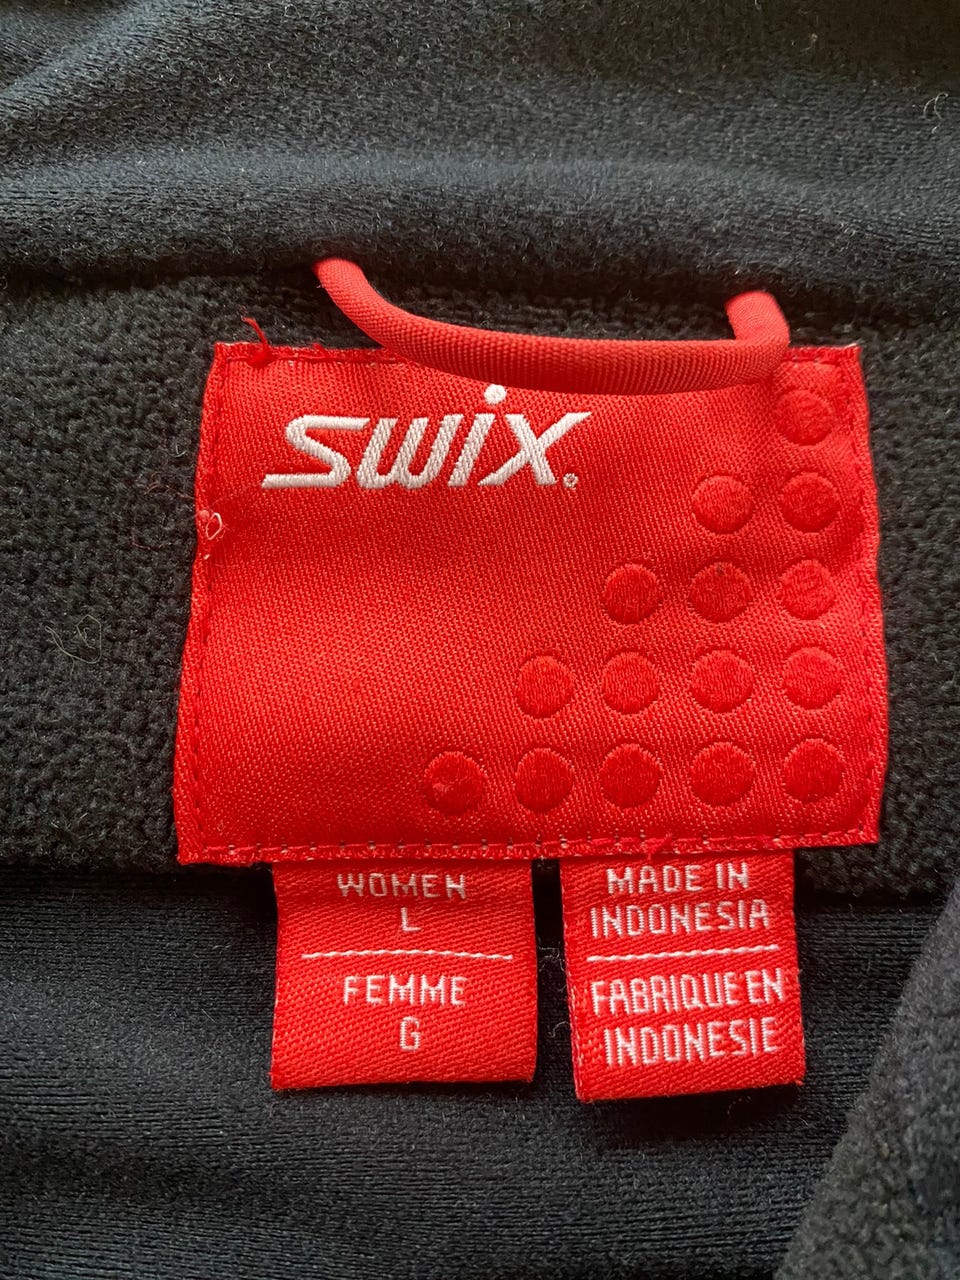 swix
WOMEN
L
FEMME
G
MADE IN
INDONESIA
FABRIQUE EN
INDONESIE